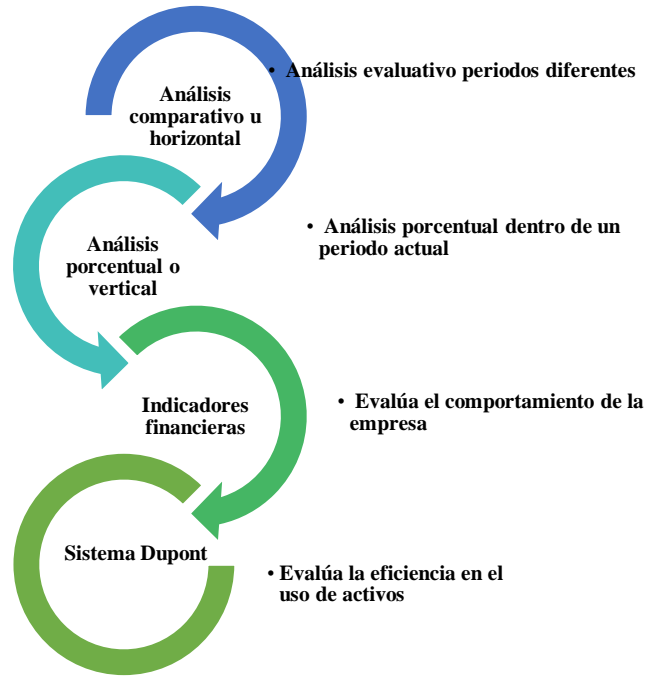 Análisis
comparativo u
horizontal
• Análisis evaluativo periodos diferentes
Análisis
porcentual o
vertical
• Análisis porcentual dentro de un
periodo actual
Indicadores
financieras
• Evalúa el comportamiento de la
empresa
Sistema Dupont
• Evalúa la eficiencia en el
uso de activos